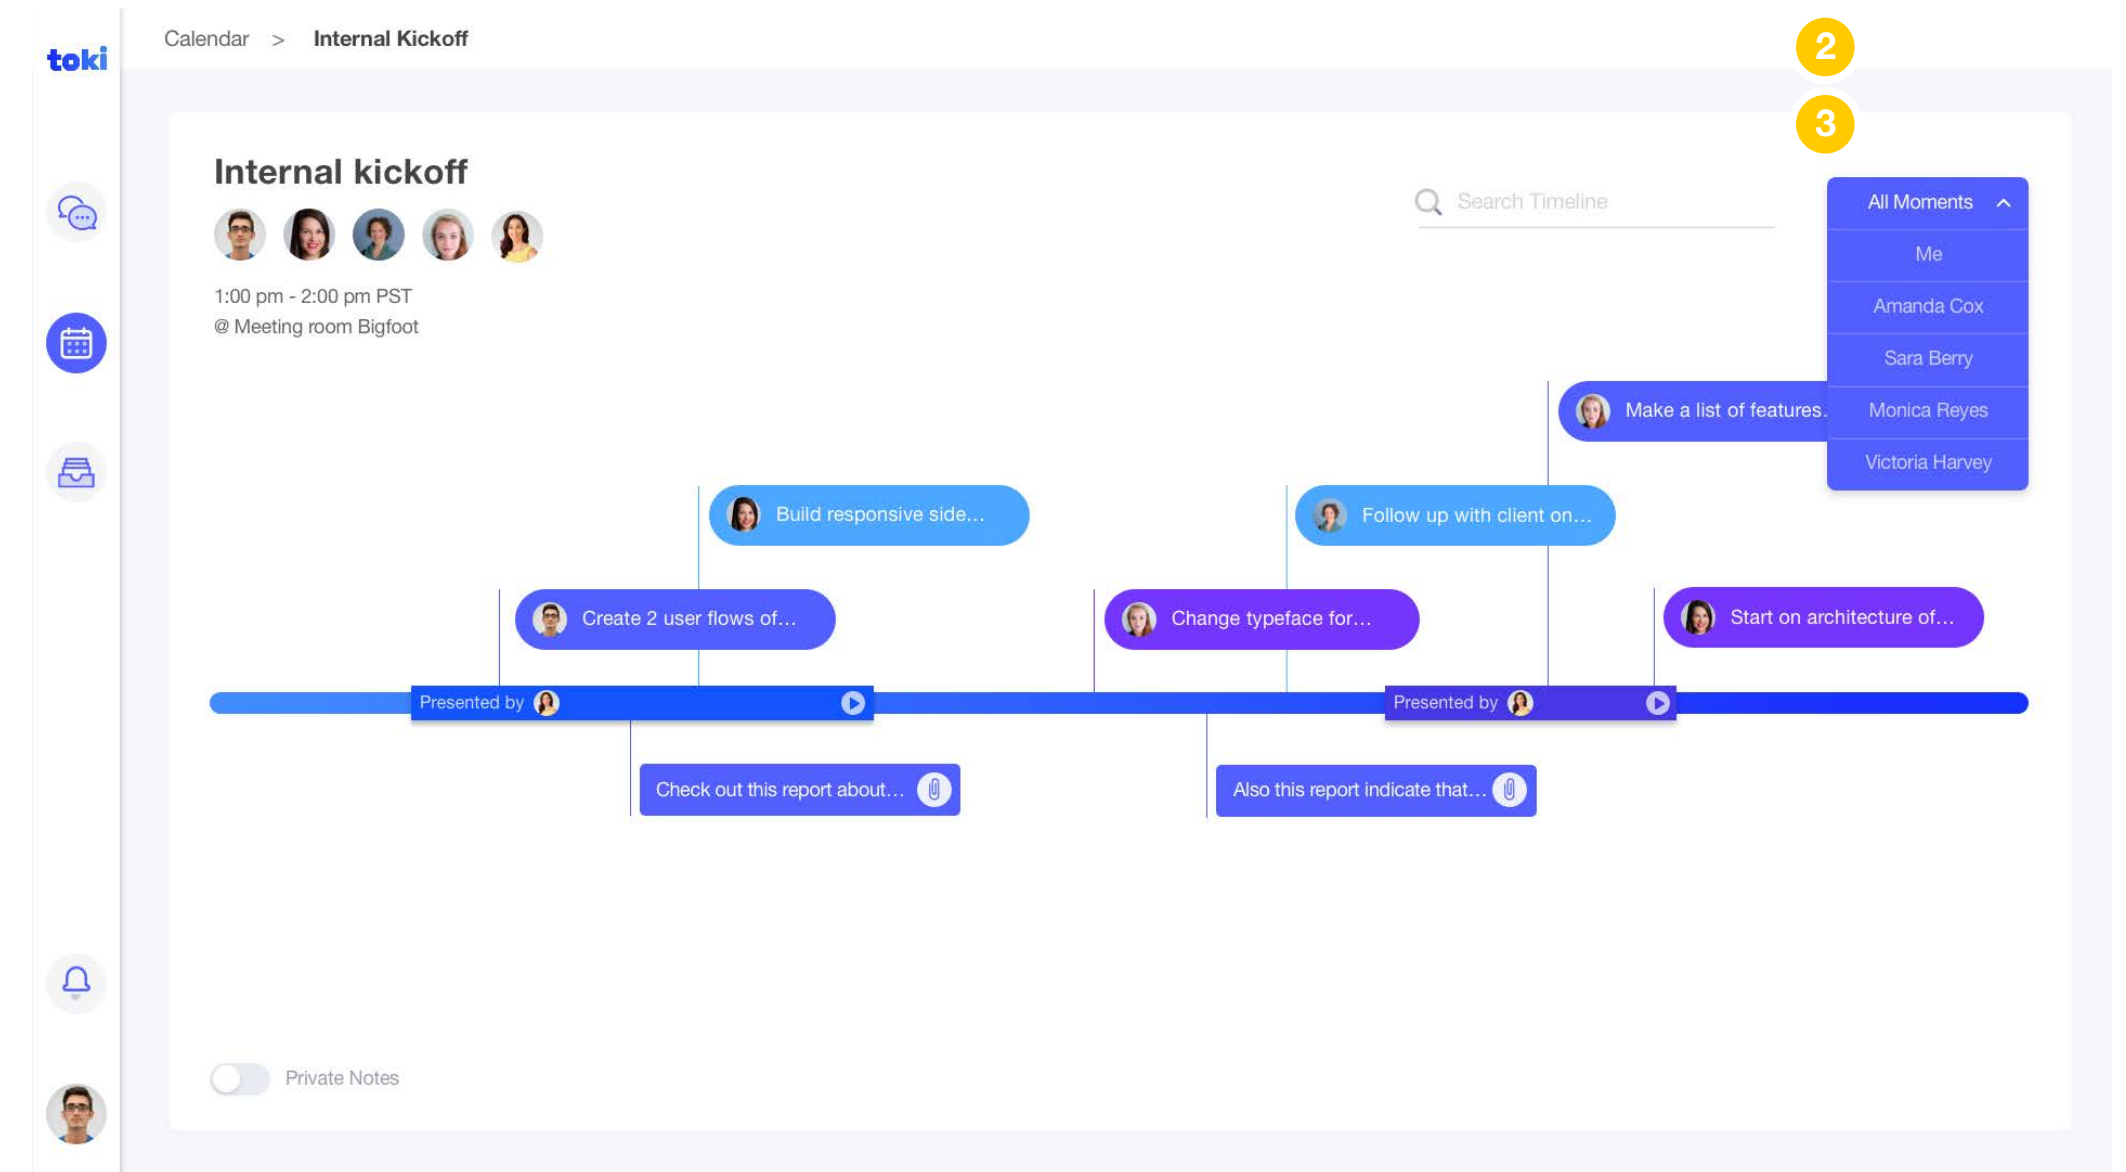 toki
Calendar > Internal Kickoff
2
3
Internal kickoff
1:00 pm - 2:00 pm PST
@ Meeting room Bigfoot
Search Timeline
All Moments
Me
Amanda Cox
Sara Berry
Monica Reyes
Victoria Harvey
Make a list of features.
Build responsive side...
Follow up with client on...
Create 2 user flows of...
Change typeface for...
Start on architecture of...
Presented by
Presented by
Check out this report about...
Also this report indicate that...
Private Notes